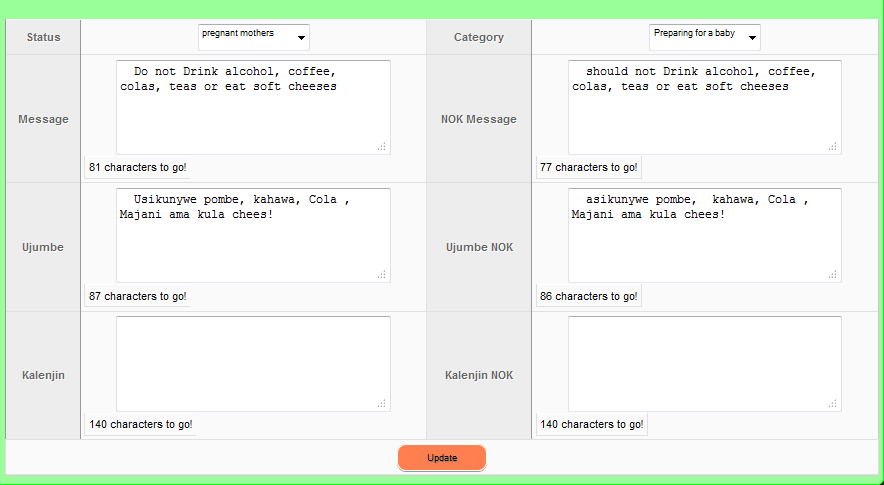 Status
pregnant mothers
Category
Preparing for a baby
Message
Do not Drink alcohol, coffee,
colas, teas or eat soft cheeses
81 characters to go!
NOK Message
should not Drink alcohol, coffee,
colas, teas or eat soft cheeses
77 characters to go!
Ujumbe
Usikunywe pombe, kahawa, Cola ,
Majani ama kula chees!
87 characters to go!
Ujumbe NOK
asikunywe pombe,  kahawa, Cola ,
Majani ama kula chees!
86 characters to go!
Kalenjin
140 characters to go!
Kalenjin NOK
140 characters to go!
Update